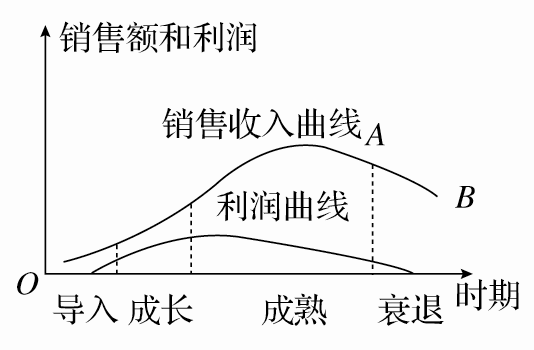 销售额和利润
销售收入曲线 A
利润曲线 B
O
时期
导入 成长 成熟 衰退